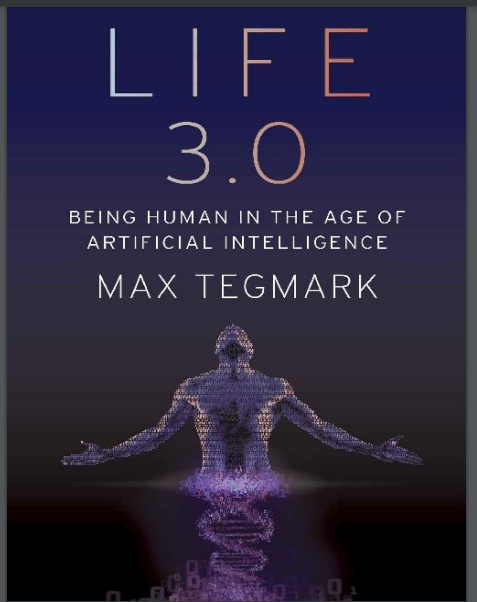 LIFE
3.0
BEING HUMAN IN THE AGE OF
ARTIFICIAL INTELLIGENCE
MAX TEGMARK